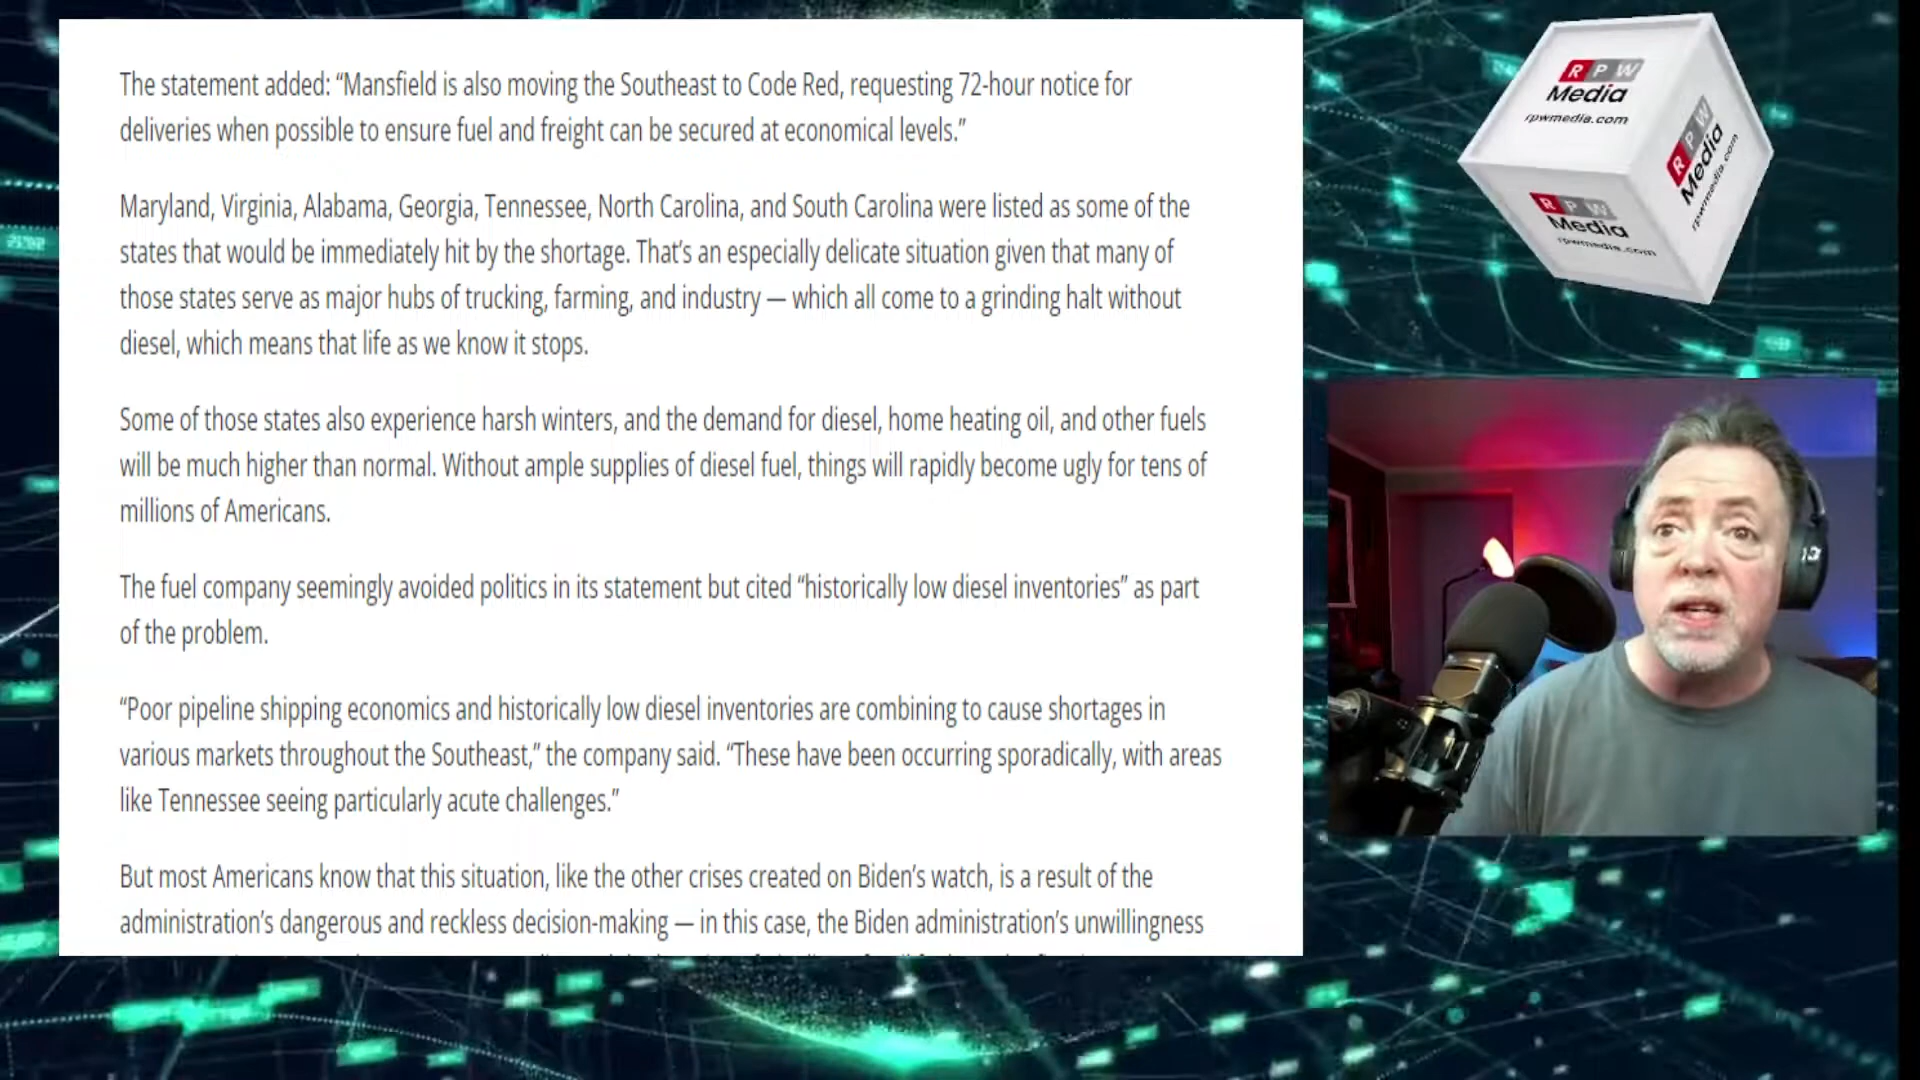 The statement added: “Mansfield is also moving the Southeast to Code Red, requesting 72-hour notice for
deliveries when possible to ensure fuel and freight can be secured at economical levels.”
Maryland, Virginia, Alabama, Georgia, Tennessee, North Carolina, and South Carolina were listed as some of the
states that would be immediately hit by the shortage. That’s an especially delicate situation given that many of
those states serve as major hubs of trucking, farming, and industry — which all come to a grinding halt without
diesel, which means that life as we know it stops.
Some of those states also experience harsh winters, and the demand for diesel, home heating oil, and other fuels
will be much higher than normal. Without ample supplies of diesel fuel, things will rapidly become ugly for tens of
millions of Americans.
The fuel company seemingly avoided politics in its statement but cited “historically low diesel inventories” as part
of the problem.
“Poor pipeline shipping economics and historically low diesel inventories are combining to cause shortages in
various markets throughout the Southeast,” the company said. “These have been occurring sporadically, with areas
like Tennessee seeing particularly acute challenges.”
But most Americans know that this situation, like the other crises created on Biden’s watch, is a result of the
administration’s dangerous and reckless decision-making — in this case, the Biden administration’s unwillingness
RPW
Media
rpwmedia.com
RPW
Media
rpwmedia.com
RPW
Media
rpwmedia.com